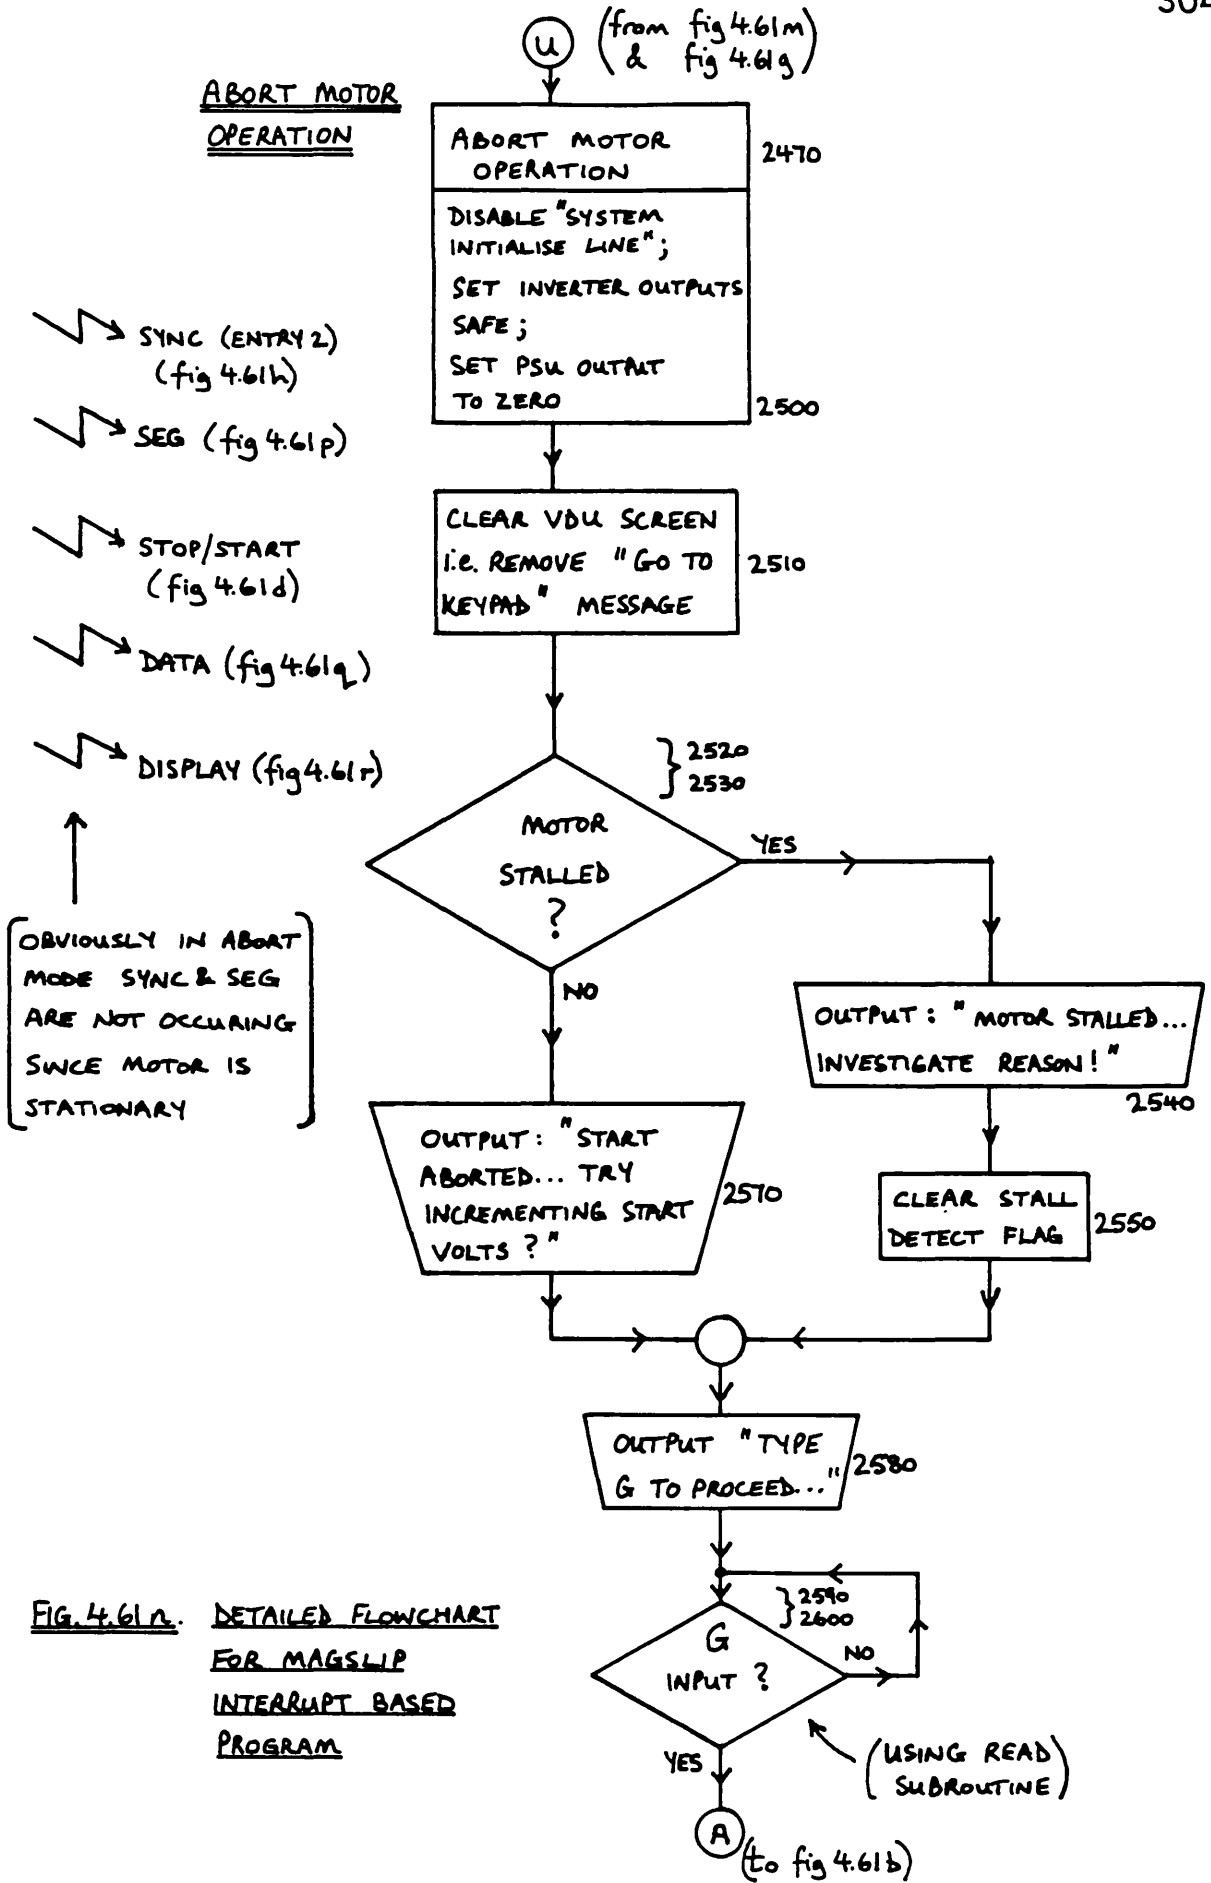 304
U
(from fig 4.61m
& fig 4.61g)
ABORT MOTOR
OPERATION
ABORT MOTOR
OPERATION
2470
DISABLE "SYSTEM
INITIALISE LINE";
SET INVERTER OUTPUTS
SAFE;
SET PSU OUTPUT
TO ZERO
2500
SYNC (ENTRY 2)
(fig 4.61h)
SEG (fig 4.61p)
STOP/START
(fig 4.61d)
DATA (fig 4.61q)
DISPLAY (fig 4.61r)
CLEAR VDU SCREEN
i.e. REMOVE "GO TO
KEYPAD" MESSAGE
2510
2520
2530
MOTOR
STALLED
?
YES
NO
[OBVIOUSLY IN ABORT
MODE SYNC & SEG
ARE NOT OCCURING
SINCE MOTOR IS
STATIONARY]
OUTPUT: "MOTOR STALLED...
INVESTIGATE REASON!"
2540
OUTPUT: "START
ABORTED... TRY
INCREMENTING START
VOLTS ?"
2570
CLEAR STALL
DETECT FLAG
2550
OUTPUT "TYPE
G TO PROCEED..."
2580
2590
2600
G
INPUT ?
NO
YES
(USING READ
SUBROUTINE)
A
(to fig 4.61b)
FIG. 4.61n. DETAILED FLOWCHART
FOR MAGSLIP
INTERRUPT BASED
PROGRAM